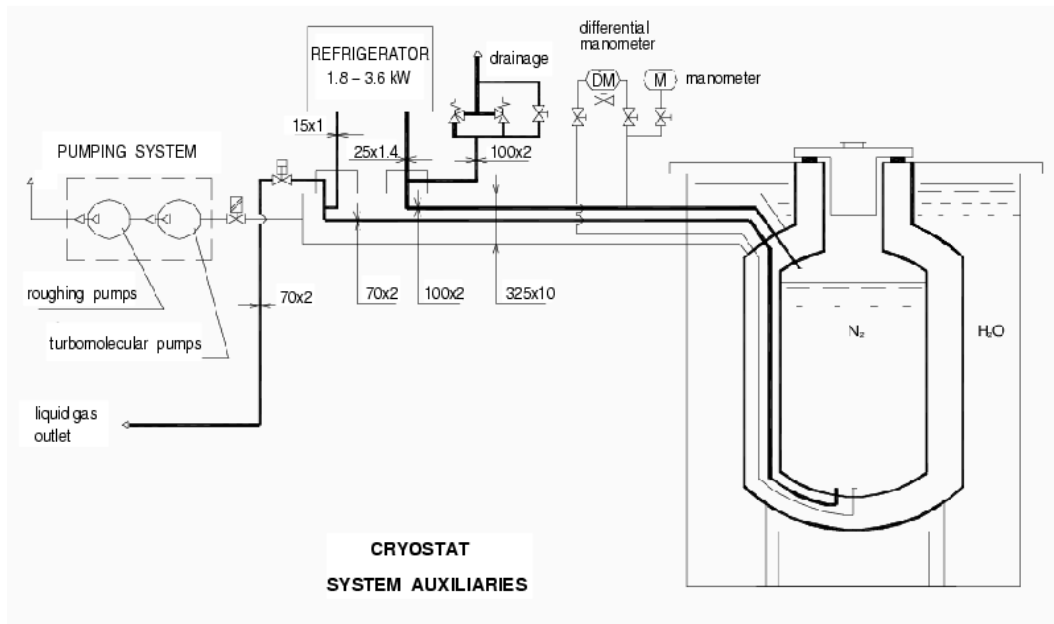 differential
manometer
REFRIGERATOR
1.8 – 3.6 kW
drainage
DM
M
manometer
15x1
PUMPING SYSTEM
25x1.4
100x2
roughing pumps
70x2
70x2
100x2
325x10
N₂
H₂O
turbomolecular pumps
liquid gas
outlet
CRYOSTAT
SYSTEM AUXILIARIES